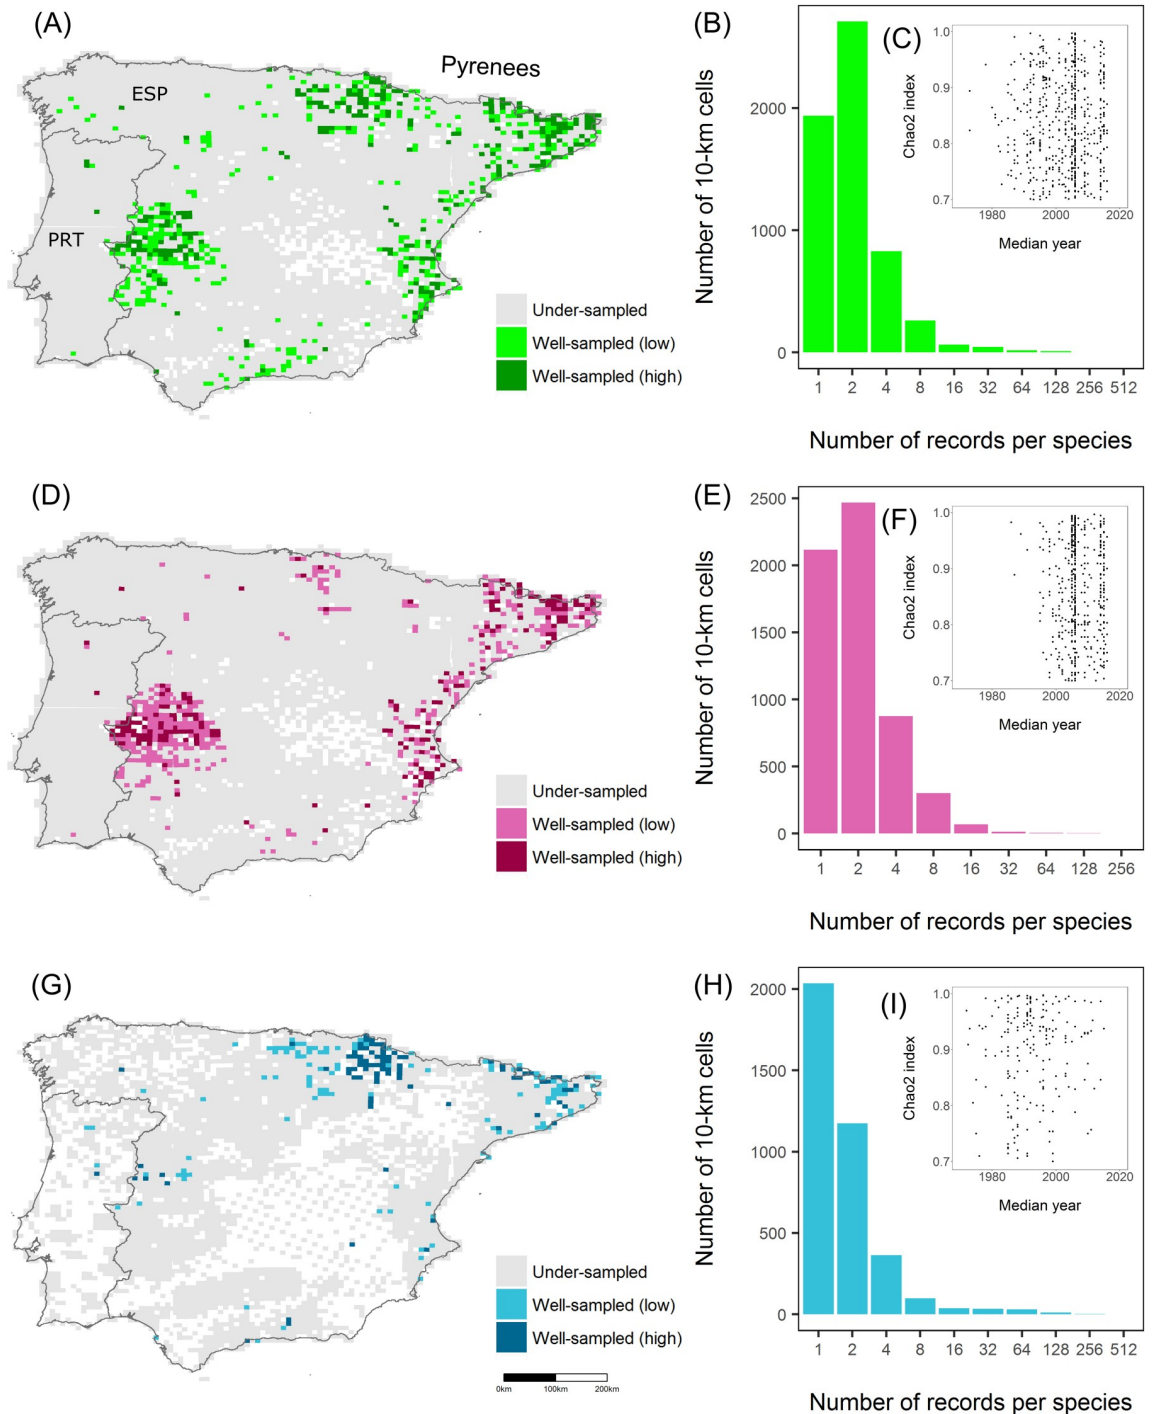 (A)
Pyrenees
ESP
PRT
Under-sampled
Well-sampled (low)
Well-sampled (high)
(B)
Number of 10-km cells
2000
1000
0
1 2 4 8 16 32 64 128 256 512
Number of records per species
(C)
Chao2 index
1.0
0.9
0.8
0.7
1980 2000 2020
Median year
(D)
Under-sampled
Well-sampled (low)
Well-sampled (high)
(E)
Number of 10-km cells
2500
2000
1500
1000
500
0
1 2 4 8 16 32 64 128 256
Number of records per species
(F)
Chao2 index
1.0
0.9
0.8
0.7
1980 2000 2020
Median year
(G)
Under-sampled
Well-sampled (low)
Well-sampled (high)
0km 100km 200km
(H)
Number of 10-km cells
2000
1500
1000
500
0
1 2 4 8 16 32 64 128 256 512
Number of records per species
(I)
Chao2 index
1.0
0.9
0.8
0.7
1980 2000 2020
Median year